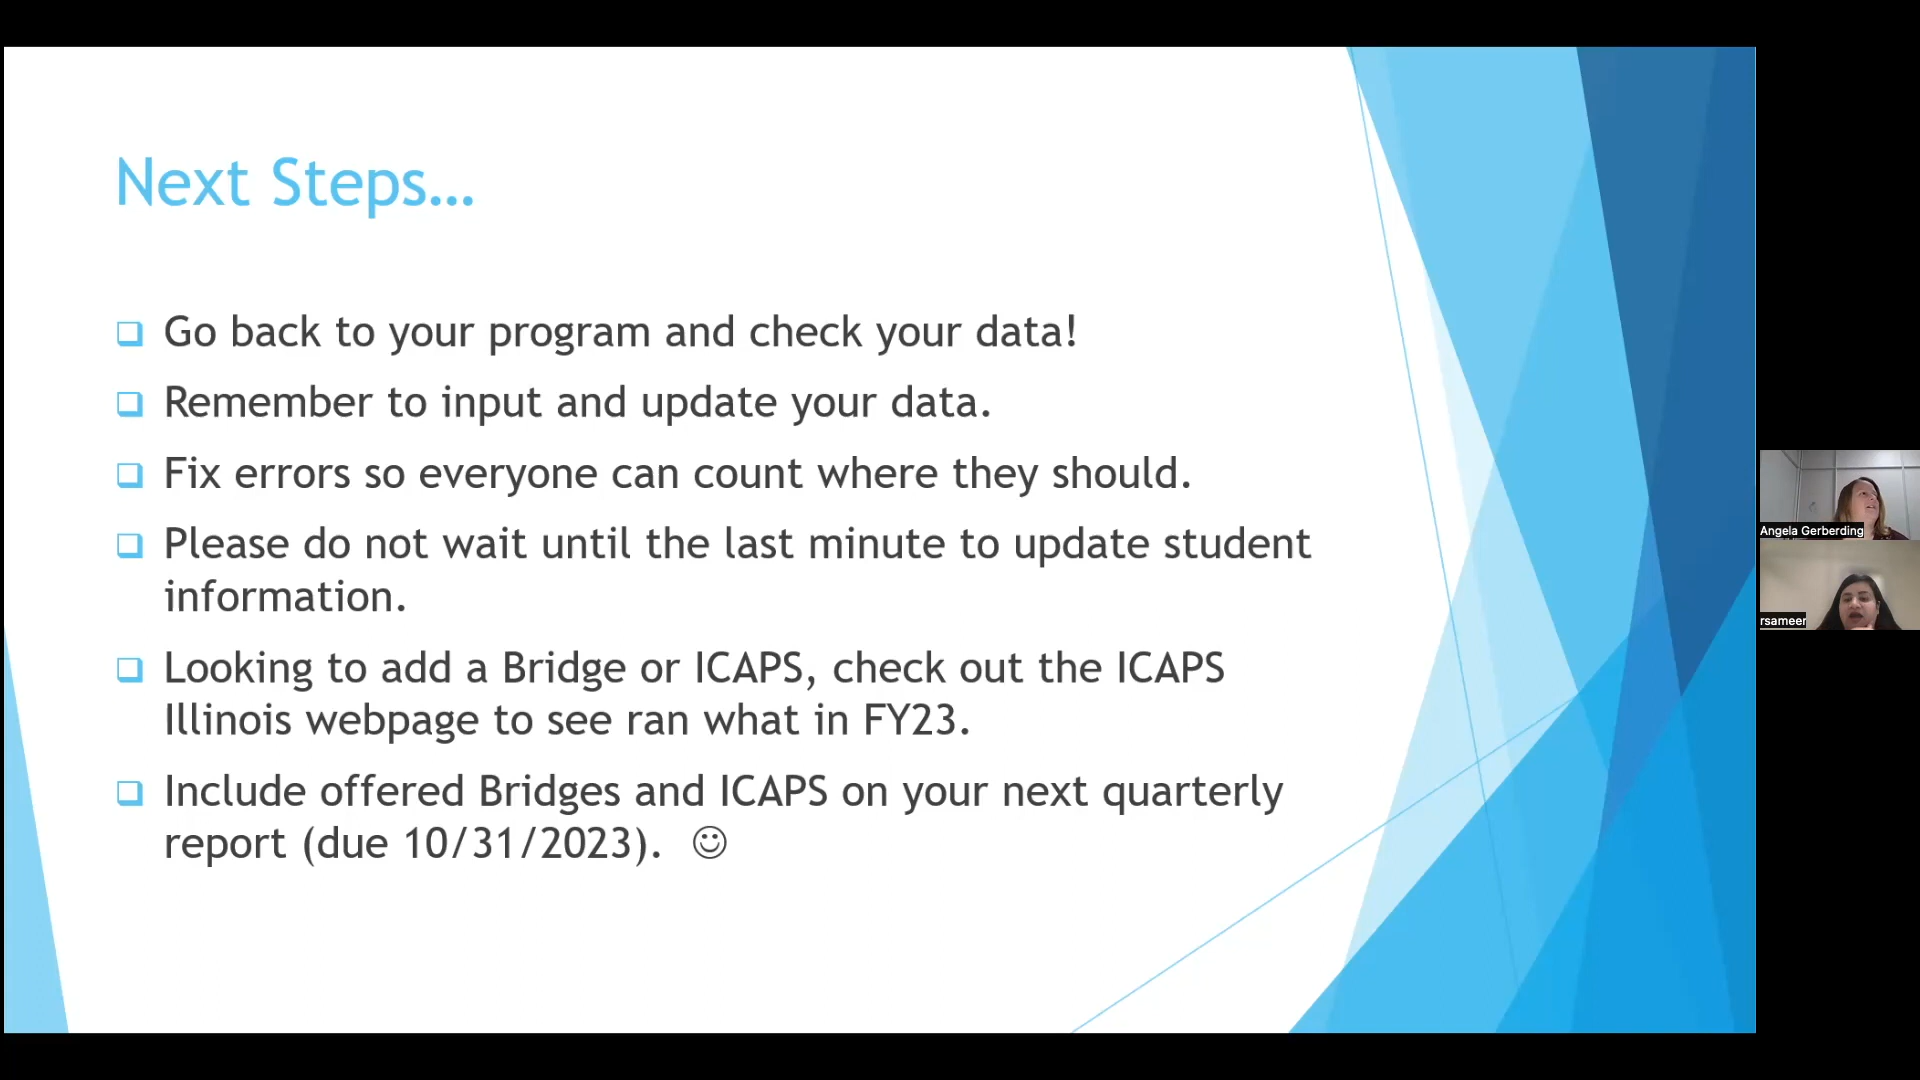 Next Steps…
Go back to your program and check your data!
Remember to input and update your data.
Fix errors so everyone can count where they should.
Please do not wait until the last minute to update student
information.
Looking to add a Bridge or ICAPS, check out the ICAPS
Illinois webpage to see ran what in FY23.
Include offered Bridges and ICAPS on your next quarterly
report (due 10/31/2023). ☺
Angela Gerberding
rsameer